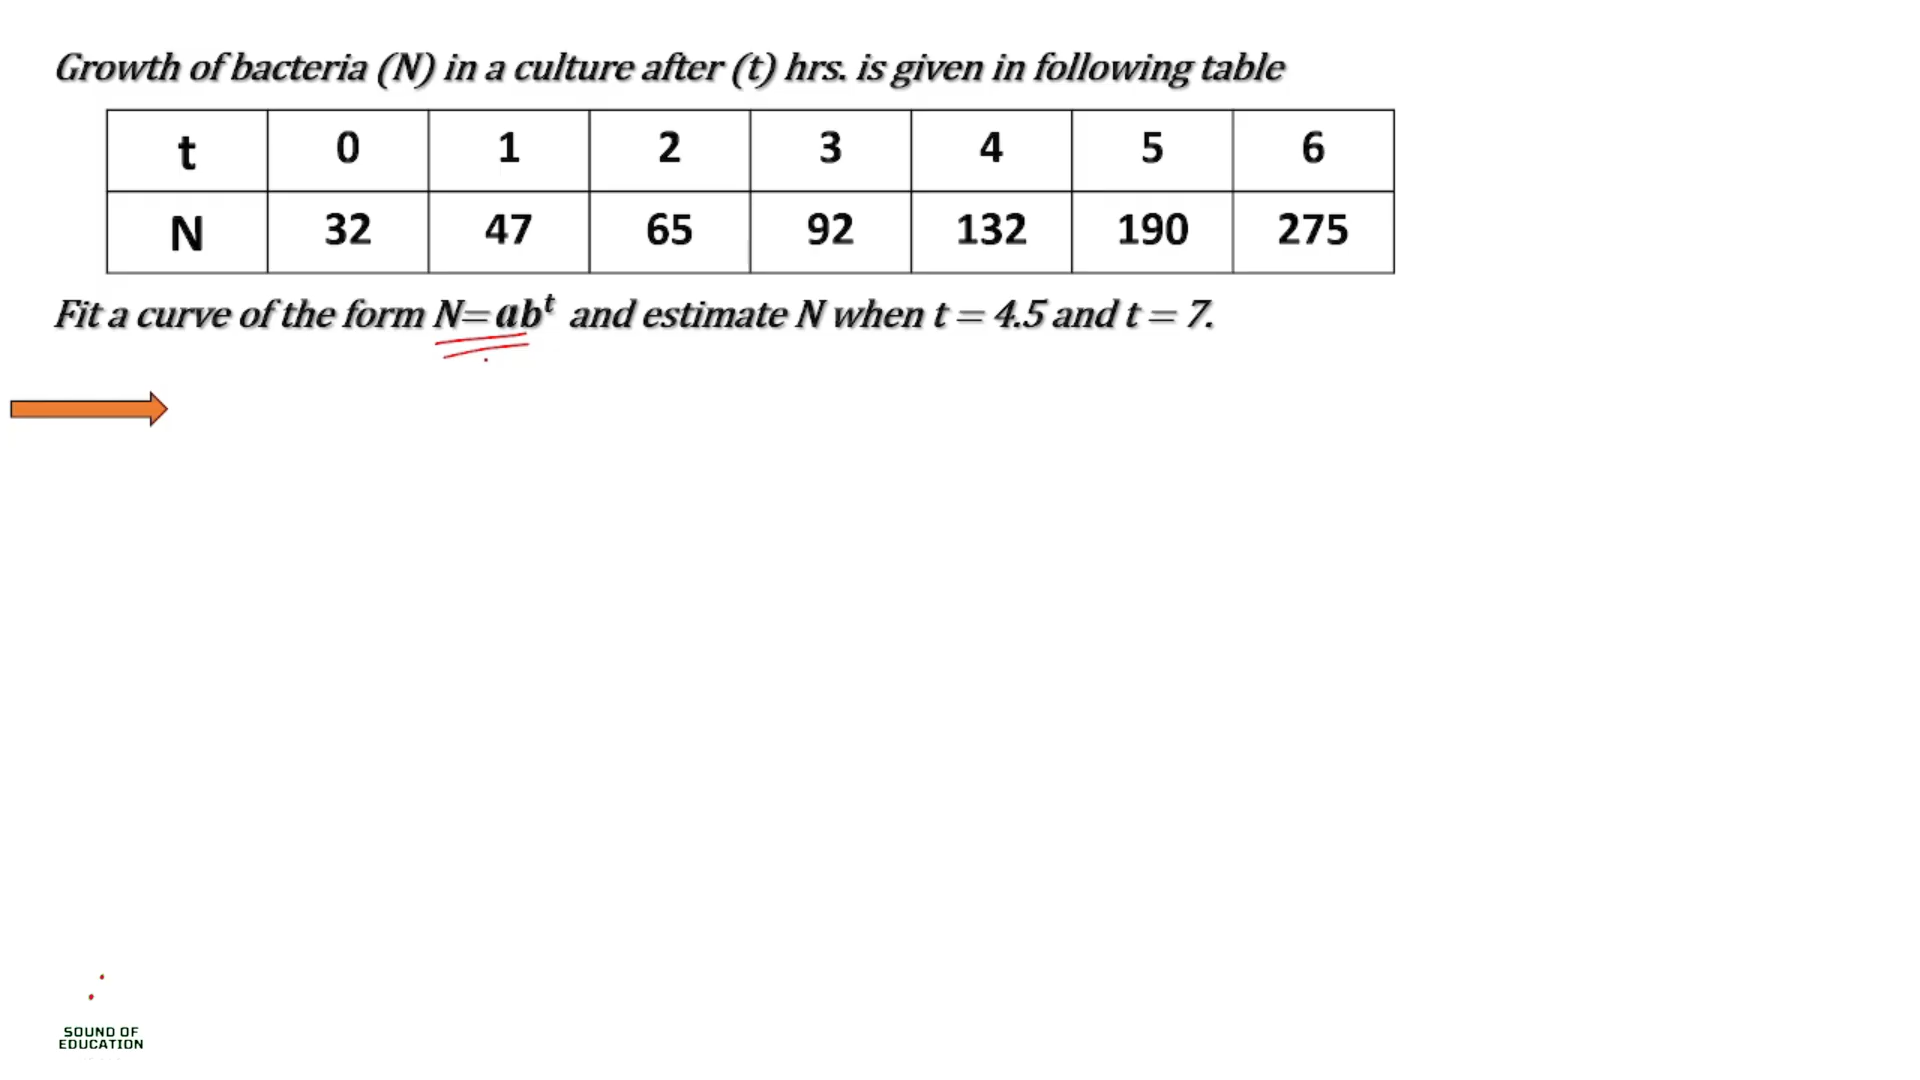 Growth of bacteria (N) in a culture after (t) hrs. is given in following table
t 0 1 2 3 4 5 6
N 32 47 65 92 132 190 275
Fit a curve of the form N=abᵗ and estimate N when t = 4.5 and t = 7.
SOUND OF
EDUCATION